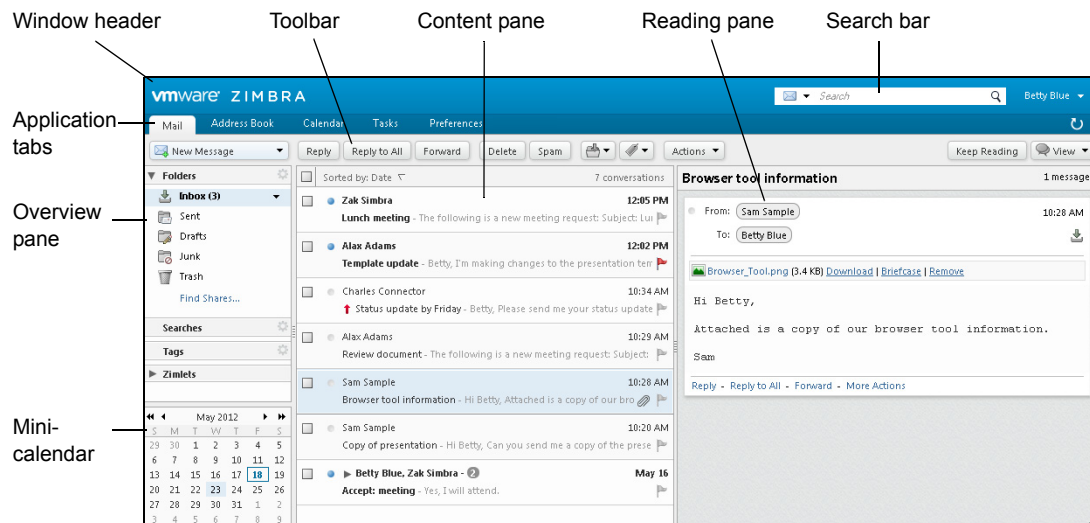 Window header
Toolbar
Content pane
Reading pane
Search bar
vmware ZIMBRA
Search
Betty Blue
Application tabs
Mail
Address Book
Calendar
Tasks
Preferences
New Message
Reply
Reply to All
Forward
Delete
Spam
Actions
Keep Reading
View
Overview pane
Folders
Inbox (3)
Sent
Drafts
Junk
Trash
Find Shares...
Searches
Tags
Zimlets
Mini-calendar
May 2012
S M T W T F S
29 30 1 2 3 4 5
6 7 8 9 10 11 12
13 14 15 16 17 18 19
20 21 22 23 24 25 26
27 28 29 30 31 1 2
3 4 5 6 7 8 9
Sorted by: Date
7 conversations
Zak Simbra 12:05 PM
Lunch meeting - The following is a new meeting request: Subject: Lu
Alax Adams 12:02 PM
Template update - Betty, I'm making changes to the presentation ter
Charles Connector 10:34 AM
Status update by Friday - Betty, Please send me your status update
Alax Adams 10:29 AM
Review document - The following is a new meeting request: Subject:
Sam Sample 10:28 AM
Browser tool information - Hi Betty, Attached is a copy of our bro
Sam Sample 10:20 AM
Copy of presentation - Hi Betty, Can you send me a copy of the prese
Betty Blue, Zak Simbra - 2 May 16
Accept: meeting - Yes, I will attend.
Browser tool information 1 message
From: Sam Sample 10:28 AM
To: Betty Blue
Browser_Tool.png (3.4 KB) Download | Briefcase | Remove
Hi Betty,
Attached is a copy of our browser tool information.
Sam
Reply - Reply to All - Forward - More Actions